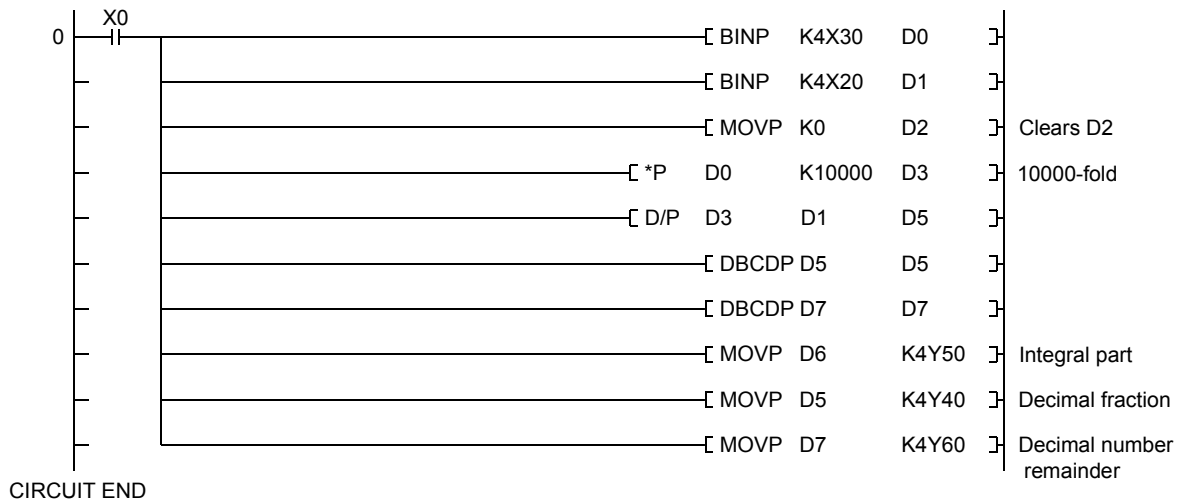 X0
0 BINP K4X30 D0
BINP K4X20 D1
MOVP K0 D2 Clears D2
*P D0 K10000 D3 10000-fold
D/P D3 D1 D5
DBCDP D5 D5
DBCDP D7 D7
MOVP D6 K4Y50 Integral part
MOVP D5 K4Y40 Decimal fraction
MOVP D7 K4Y60 Decimal number
remainder
CIRCUIT END